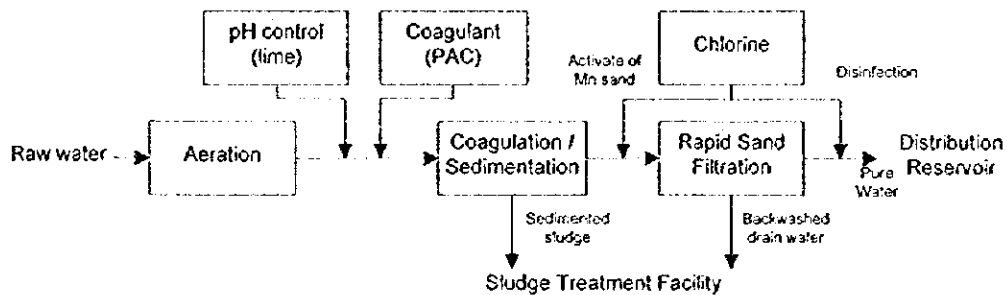 pH control
(lime)
Coagulant
(PAC)
Chlorine
Activate of
Mn sand
Disinfection
Raw water
Aeration
Coagulation /
Sedimentation
Rapid Sand
Filtration
Pure
Water
Distribution
Reservoir
Sedimented
sludge
Backwashed
drain water
Sludge Treatment Facility